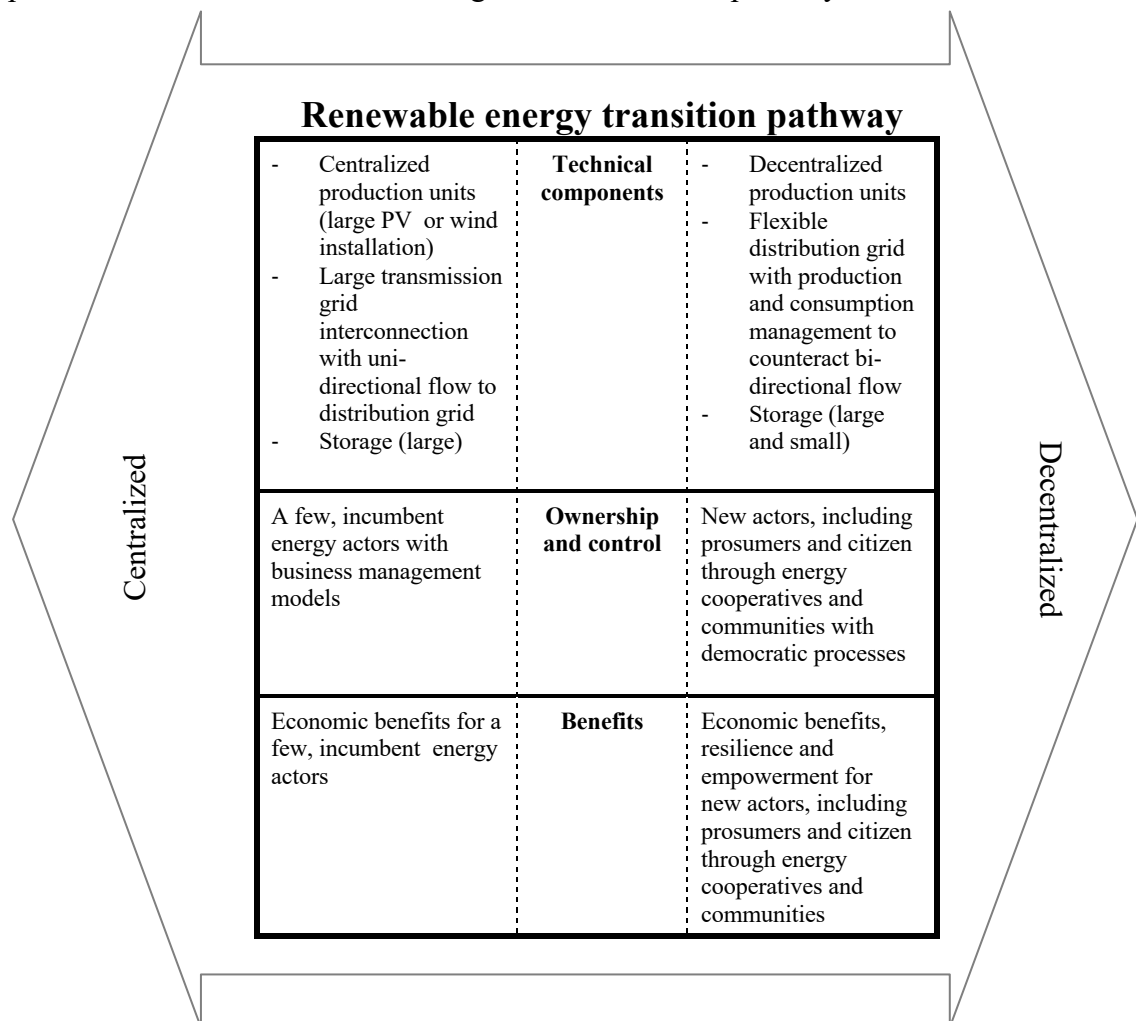 Renewable energy transition pathway
- Centralized
production units
(large PV or wind
installation)
- Large transmission
grid
interconnection
with uni-
directional flow to
distribution grid
- Storage (large)
Technical
components
- Decentralized
production units
- Flexible
distribution grid
with production
and consumption
management to
counteract bi-
directional flow
- Storage (large
and small)
A few, incumbent
energy actors with
business management
models
Ownership
and control
New actors, including
prosumers and citizen
through energy
cooperatives and
communities with
democratic processes
Economic benefits for a
few, incumbent energy
actors
Benefits
Economic benefits,
resilience and
empowerment for
new actors, including
prosumers and citizen
through energy
cooperatives and
communities
Centralized
Decentralized